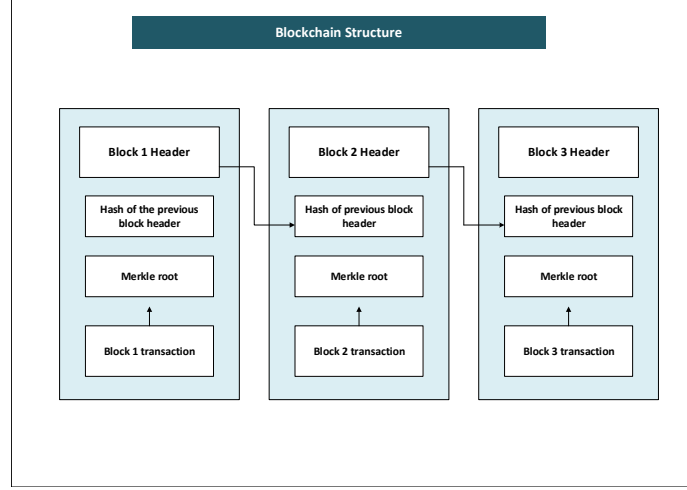 Blockchain Structure
Block 1 Header
Block 2 Header
Block 3 Header
Hash of the previous
block header
Hash of previous block
header
Hash of previous block
header
Merkle root
Merkle root
Merkle root
Block 1 transaction
Block 2 transaction
Block 3 transaction